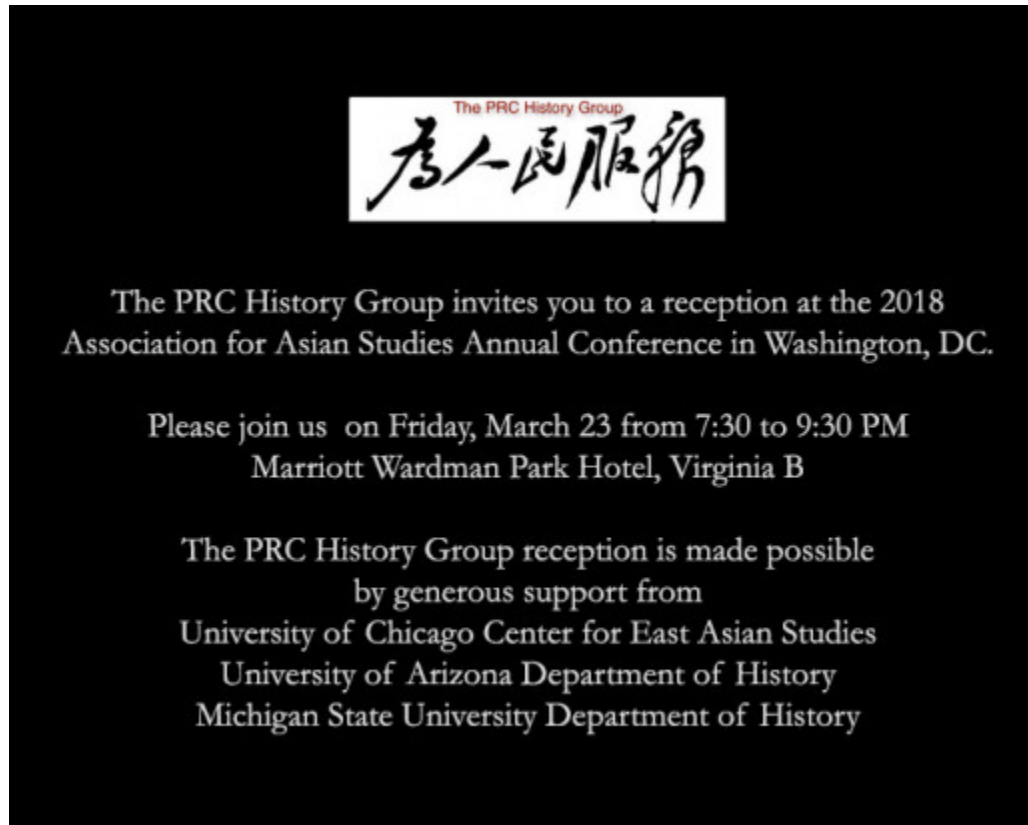 The PRC History Group
為人民服務
The PRC History Group invites you to a reception at the 2018
Association for Asian Studies Annual Conference in Washington, DC.
Please join us  on Friday, March 23 from 7:30 to 9:30 PM
Marriott Wardman Park Hotel, Virginia B
The PRC History Group reception is made possible
by generous support from
University of Chicago Center for East Asian Studies
University of Arizona Department of History
Michigan State University Department of History